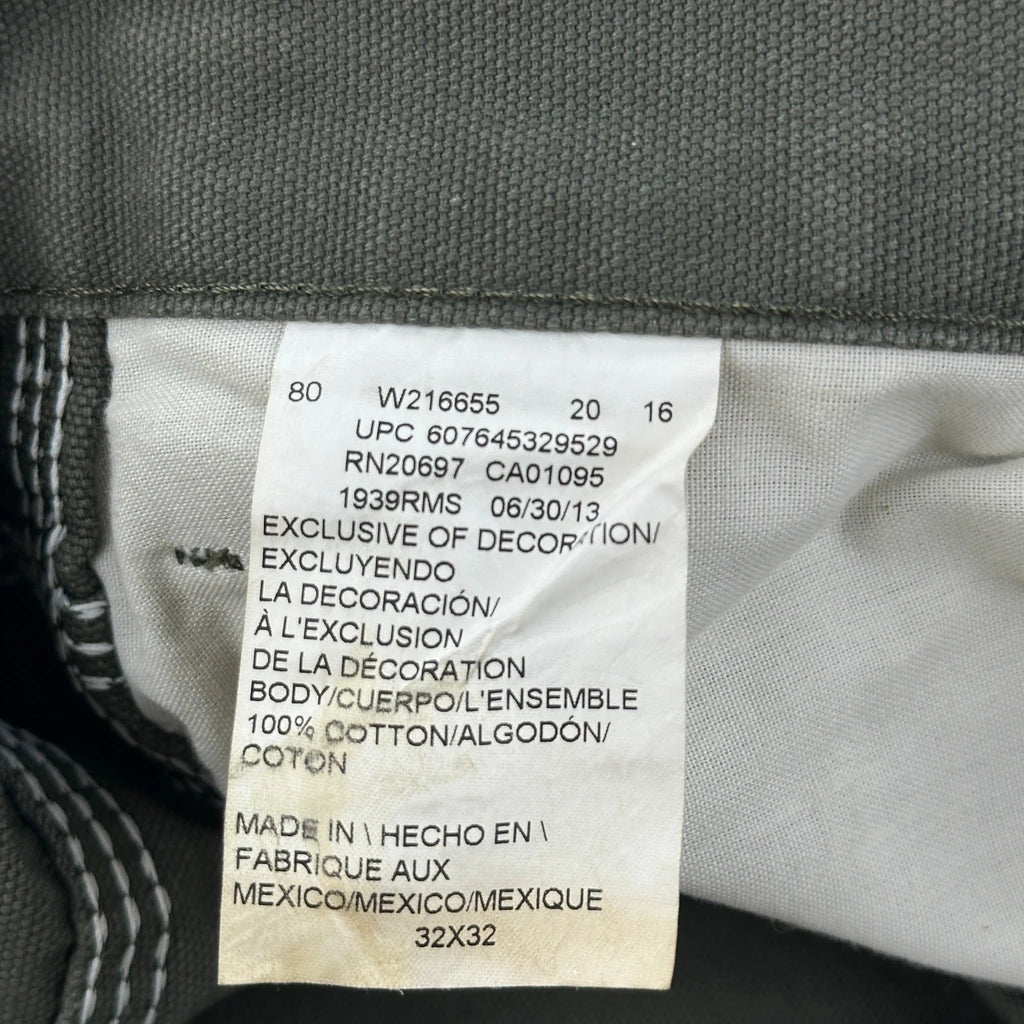 80 W216655 20 16
UPC 607645329529
RN20697 CA01095
1939RMS 06/30/13
EXCLUSIVE OF DECORATION/
EXCLUYENDO
LA DECORACIÓN/
À L'EXCLUSION
DE LA DÉCORATION
BODY/CUERPO/L'ENSEMBLE
100% COTTON/ALGODÓN/
COTON
MADE IN \ HECHO EN \
FABRIQUE AUX
MEXICO/MEXICO/MEXIQUE
32X32